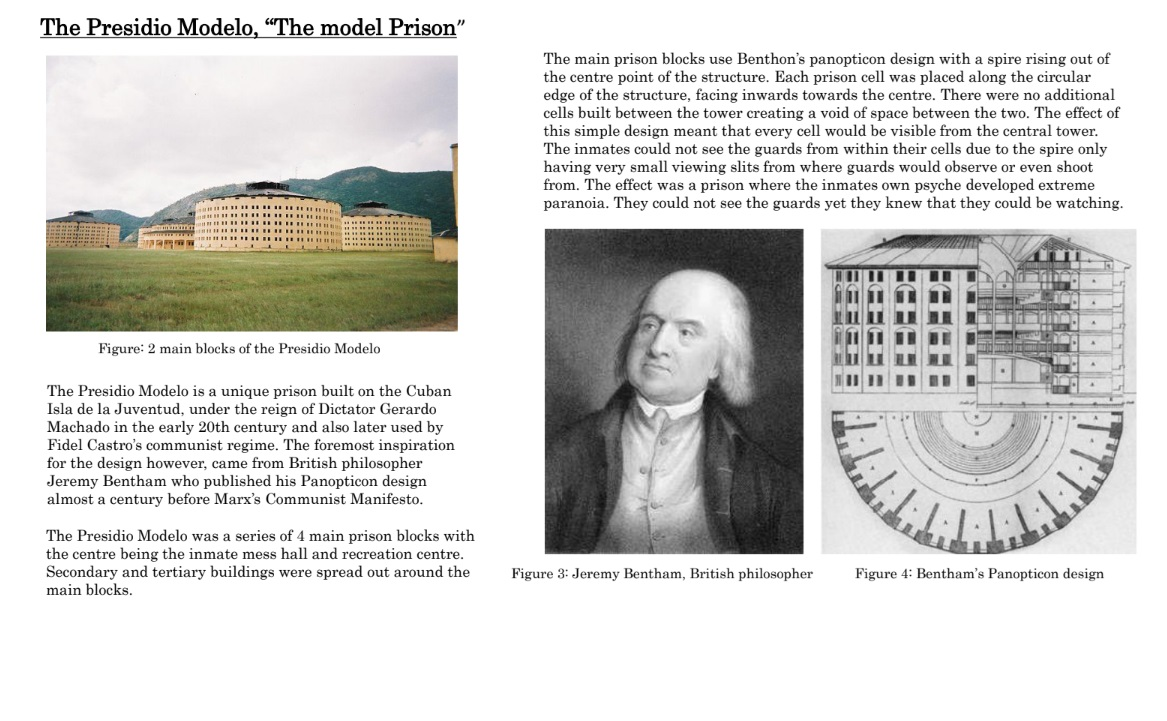 The Presidio Modelo, “The model Prison”
Figure: 2 main blocks of the Presidio Modelo
The Presidio Modelo is a unique prison built on the Cuban
Isla de la Juventud, under the reign of Dictator Gerardo
Machado in the early 20th century and also later used by
Fidel Castro’s communist regime. The foremost inspiration
for the design however, came from British philosopher
Jeremy Bentham who published his Panopticon design
almost a century before Marx’s Communist Manifesto.
The Presidio Modelo was a series of 4 main prison blocks with
the centre being the inmate mess hall and recreation centre.
Secondary and tertiary buildings were spread out around the
main blocks.
The main prison blocks use Benthon’s panopticon design with a spire rising out of
the centre point of the structure. Each prison cell was placed along the circular
edge of the structure, facing inwards towards the centre. There were no additional
cells built between the tower creating a void of space between the two. The effect of
this simple design meant that every cell would be visible from the central tower.
The inmates could not see the guards from within their cells due to the spire only
having very small viewing slits from where guards would observe or even shoot
from. The effect was a prison where the inmates own psyche developed extreme
paranoia. They could not see the guards yet they knew that they could be watching.
Figure 3: Jeremy Bentham, British philosopher
Figure 4: Bentham’s Panopticon design